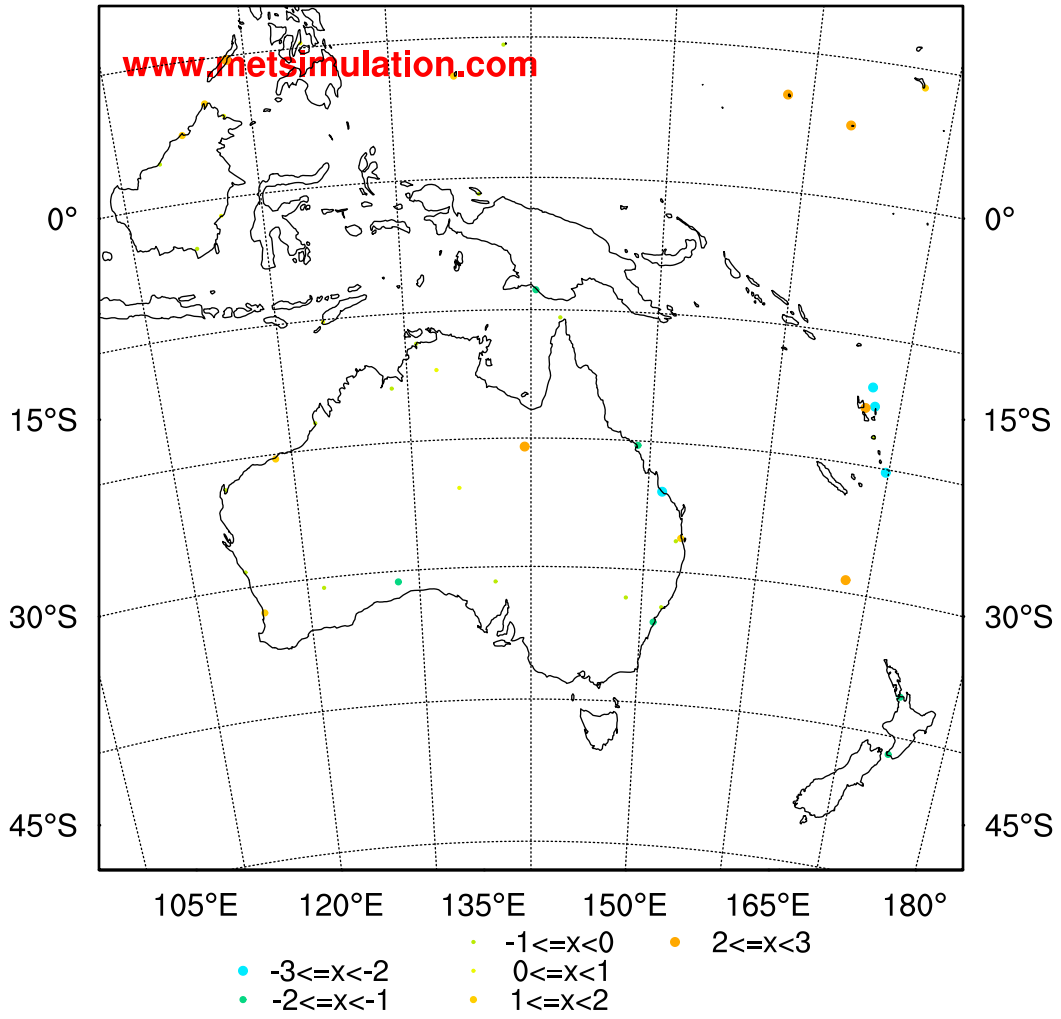 www.metsimulation.com
0° 0°
15°S 15°S
30°S 30°S
45°S 45°S
105°E 120°E 135°E 150°E 165°E 180°
-1<=x<0 2<=x<3
-3<=x<-2 0<=x<1
-2<=x<-1 1<=x<2